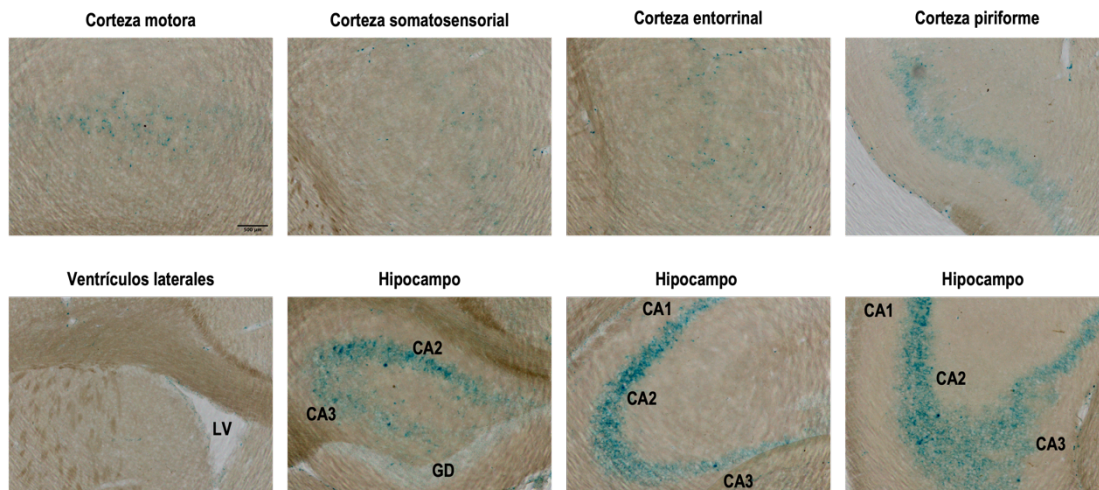 Corteza motora
Corteza somatosensorial
Corteza entorrinal
Corteza piriforme
Ventrículos laterales
LV
Hipocampo
CA2
CA3
GD
Hipocampo
CA1
CA2
CA3
Hipocampo
CA1
CA2
CA3